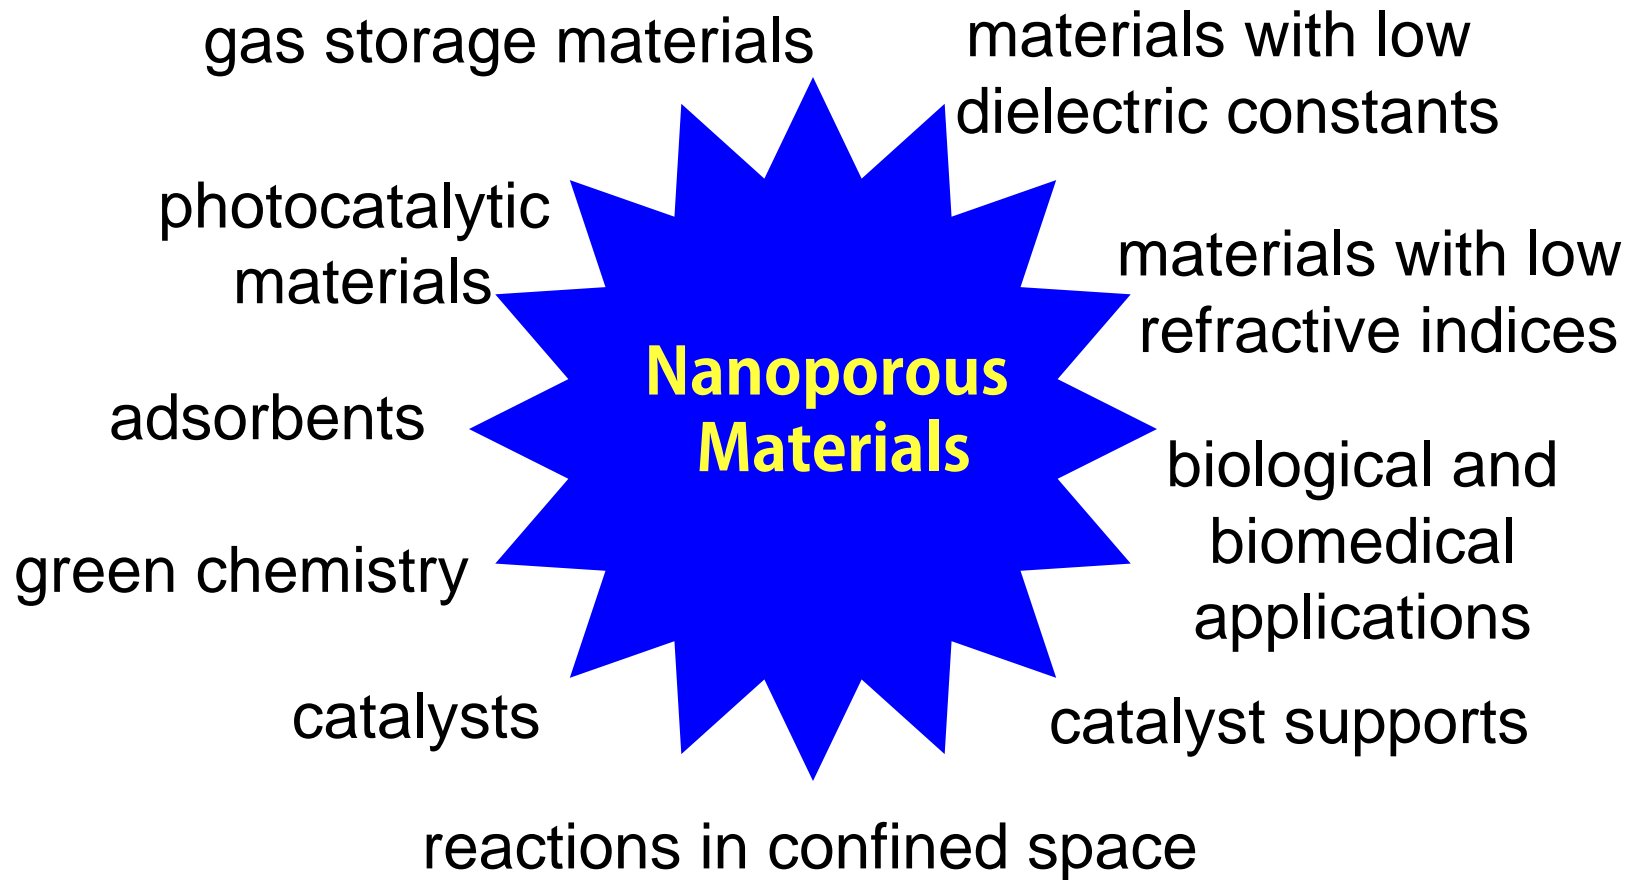 gas storage materials
materials with low
dielectric constants
photocatalytic
materials
materials with low
refractive indices
Nanoporous
Materials
adsorbents
biological and
biomedical
applications
green chemistry
catalysts
catalyst supports
reactions in confined space